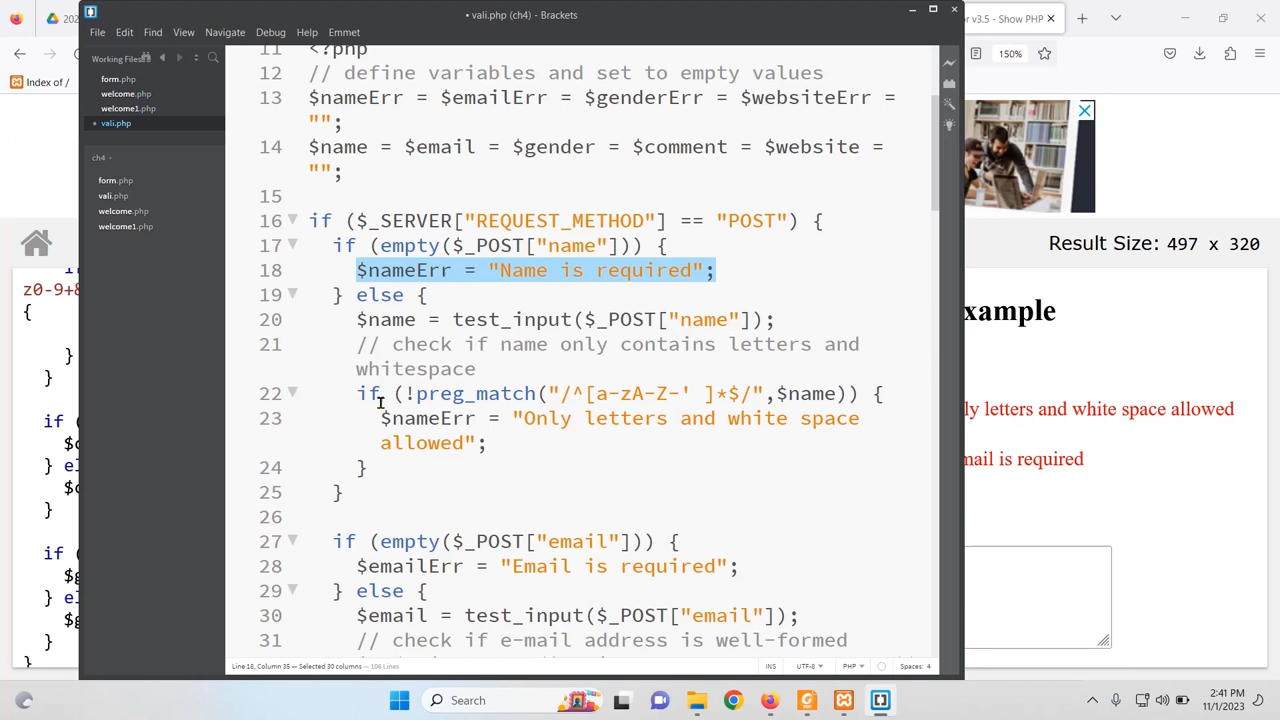 • vali.php (ch4) - Brackets
File Edit Find View Navigate Debug Help Emmet
Working Files
form.php
welcome.php
welcome1.php
• vali.php
ch4
form.php
vali.php
welcome.php
welcome1.php
11 <?php
12 // define variables and set to empty values
13 $nameErr = $emailErr = $genderErr = $websiteErr =
"";
14 $name = $email = $gender = $comment = $website =
"";
15
16 if ($_SERVER["REQUEST_METHOD"] == "POST") {
17 if (empty($_POST["name"])) {
18 $nameErr = "Name is required";
19 } else {
20 $name = test_input($_POST["name"]);
21 // check if name only contains letters and
whitespace
22 if (!preg_match("/^[a-zA-Z-' ]*$/",$name)) {
23 $nameErr = "Only letters and white space
allowed";
24 }
25 }
26
27 if (empty($_POST["email"])) {
28 $emailErr = "Email is required";
29 } else {
30 $email = test_input($_POST["email"]);
31 // check if e-mail address is well-formed
Line 18, Column 35 — Selected 30 columns — 106 Lines
INS UTF-8 PHP Spaces: 4
202
Index of /
z0-9+&
{
}
}
if (
$c
} el
$c
}
if (
$g
} els
$g
}
}
or v3.5 - Show PHP
150%
Result Size: 497 x 320
xample
ly letters and white space allowed
mail is required
Search
2:41 PM
11/1/2023